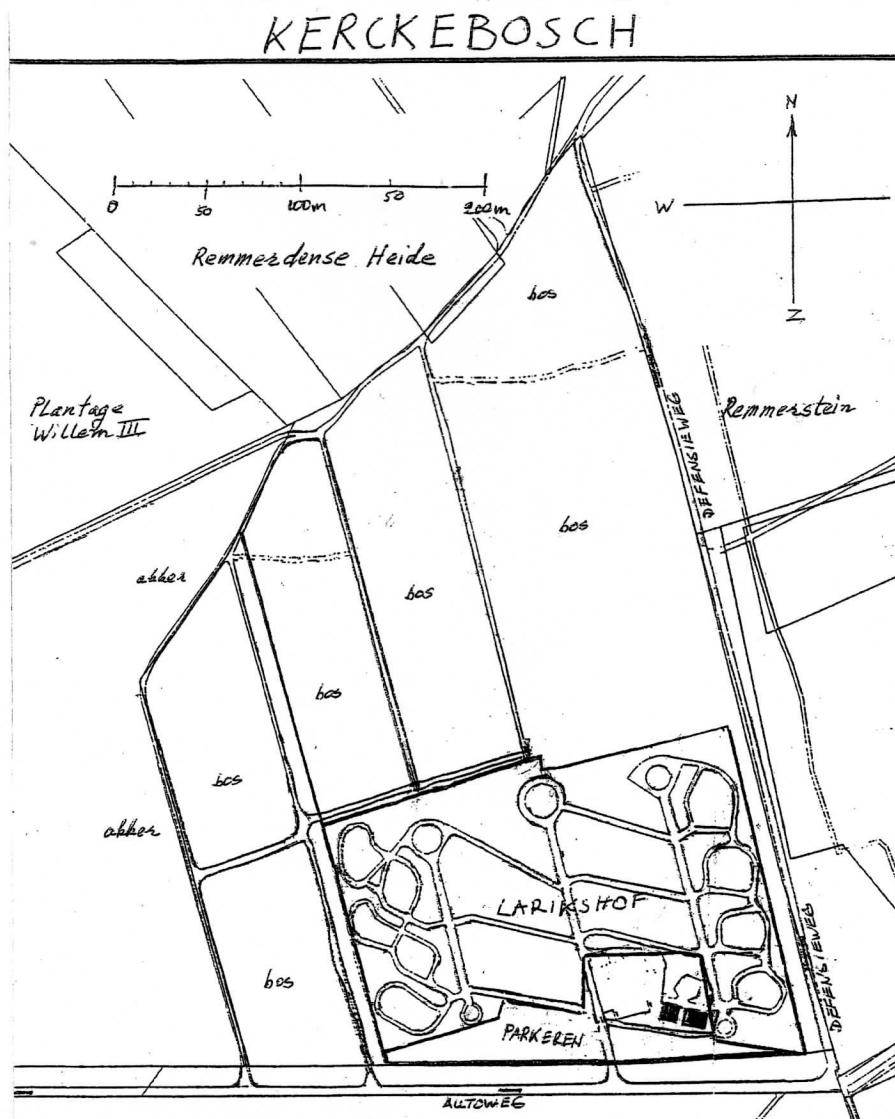 KERCKEBOSCH
N
W
Z
0 50 100m 50 200m
Remmerdense Heide
bos
Plantage
Willem III
Remmerstein
DEFENSIEWEG
bos
akker
bos
bos
bos
akker
LARIKSHOF
bos
PARKEREN
DEFENSIEWEG
AUTOWEG